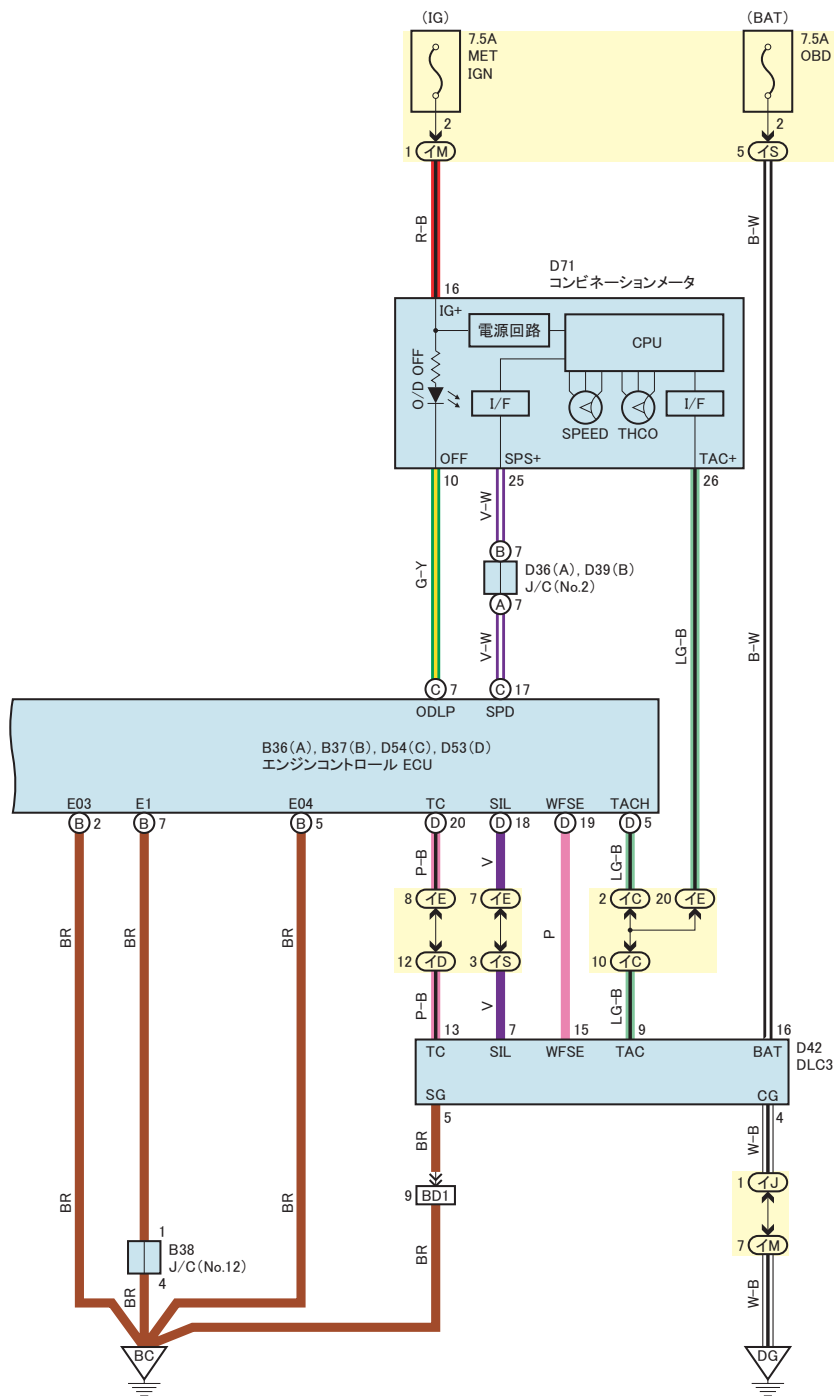 (IG) (BAT)
7.5A
MET
IGN
7.5A
OBD
2 2
1 イM 5 イS
R-B B-W
D71
コンビネーションメータ
16
IG+
電源回路
CPU
O/D OFF
I/F I/F
SPEED THCO
OFF SPS+ TAC+
10 25 26
V-W
G-Y
B 7
D36(A), D39(B)
J/C(No.2)
A 7
V-W LG-B B-W
C 7 C 17
ODLP SPD
B36(A), B37(B), D54(C), D53(D)
エンジンコントロール ECU
E03 E1 E04 TC SIL WFSE TACH
B 2 B 7 B 5 D 20 D 18 D 19 D 5
P-B V LG-B
8 イE 7 イE 2 イC 20 イE
BR BR BR P
12 イD 3 イS 10 イC
P-B V LG-B
13 7 15 9 16
TC SIL WFSE TAC BAT
D42
DLC3
SG CG
5 4
BR W-B
1 イJ
9 BD1
BR BR
7 イM
1
B38
J/C(No.12)
4
BR BR W-B
BC DG